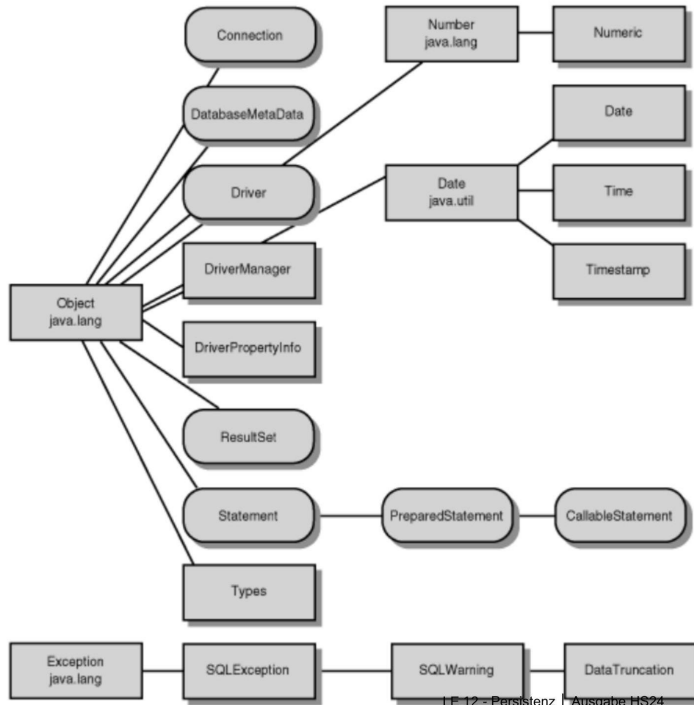 Connection
Number
java.lang
Numeric
DatabaseMetaData
Date
Driver
Date
java.util
Time
DriverManager
Timestamp
Object
java.lang
DriverPropertyInfo
ResultSet
Statement
PreparedStatement
CallableStatement
Types
Exception
java.lang
SQLException
SQLWarning
DataTruncation
LE 12 - Persistenz | Ausgabe HS24